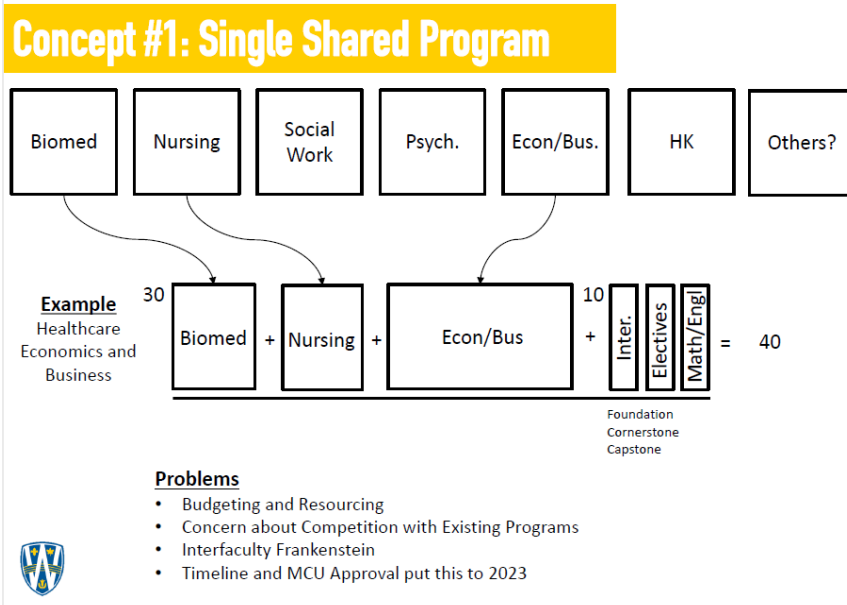 Concept #1: Single Shared Program
Biomed
Nursing
Social
Work
Psych.
Econ/Bus.
HK
Others?
Example
Healthcare
Economics and
Business
30
Biomed
+
Nursing
+
Econ/Bus
10
+
Inter.
Electives
Math/Engl
=
40
Foundation
Cornerstone
Capstone
Problems
• Budgeting and Resourcing
• Concern about Competition with Existing Programs
• Interfaculty Frankenstein
• Timeline and MCU Approval put this to 2023
W